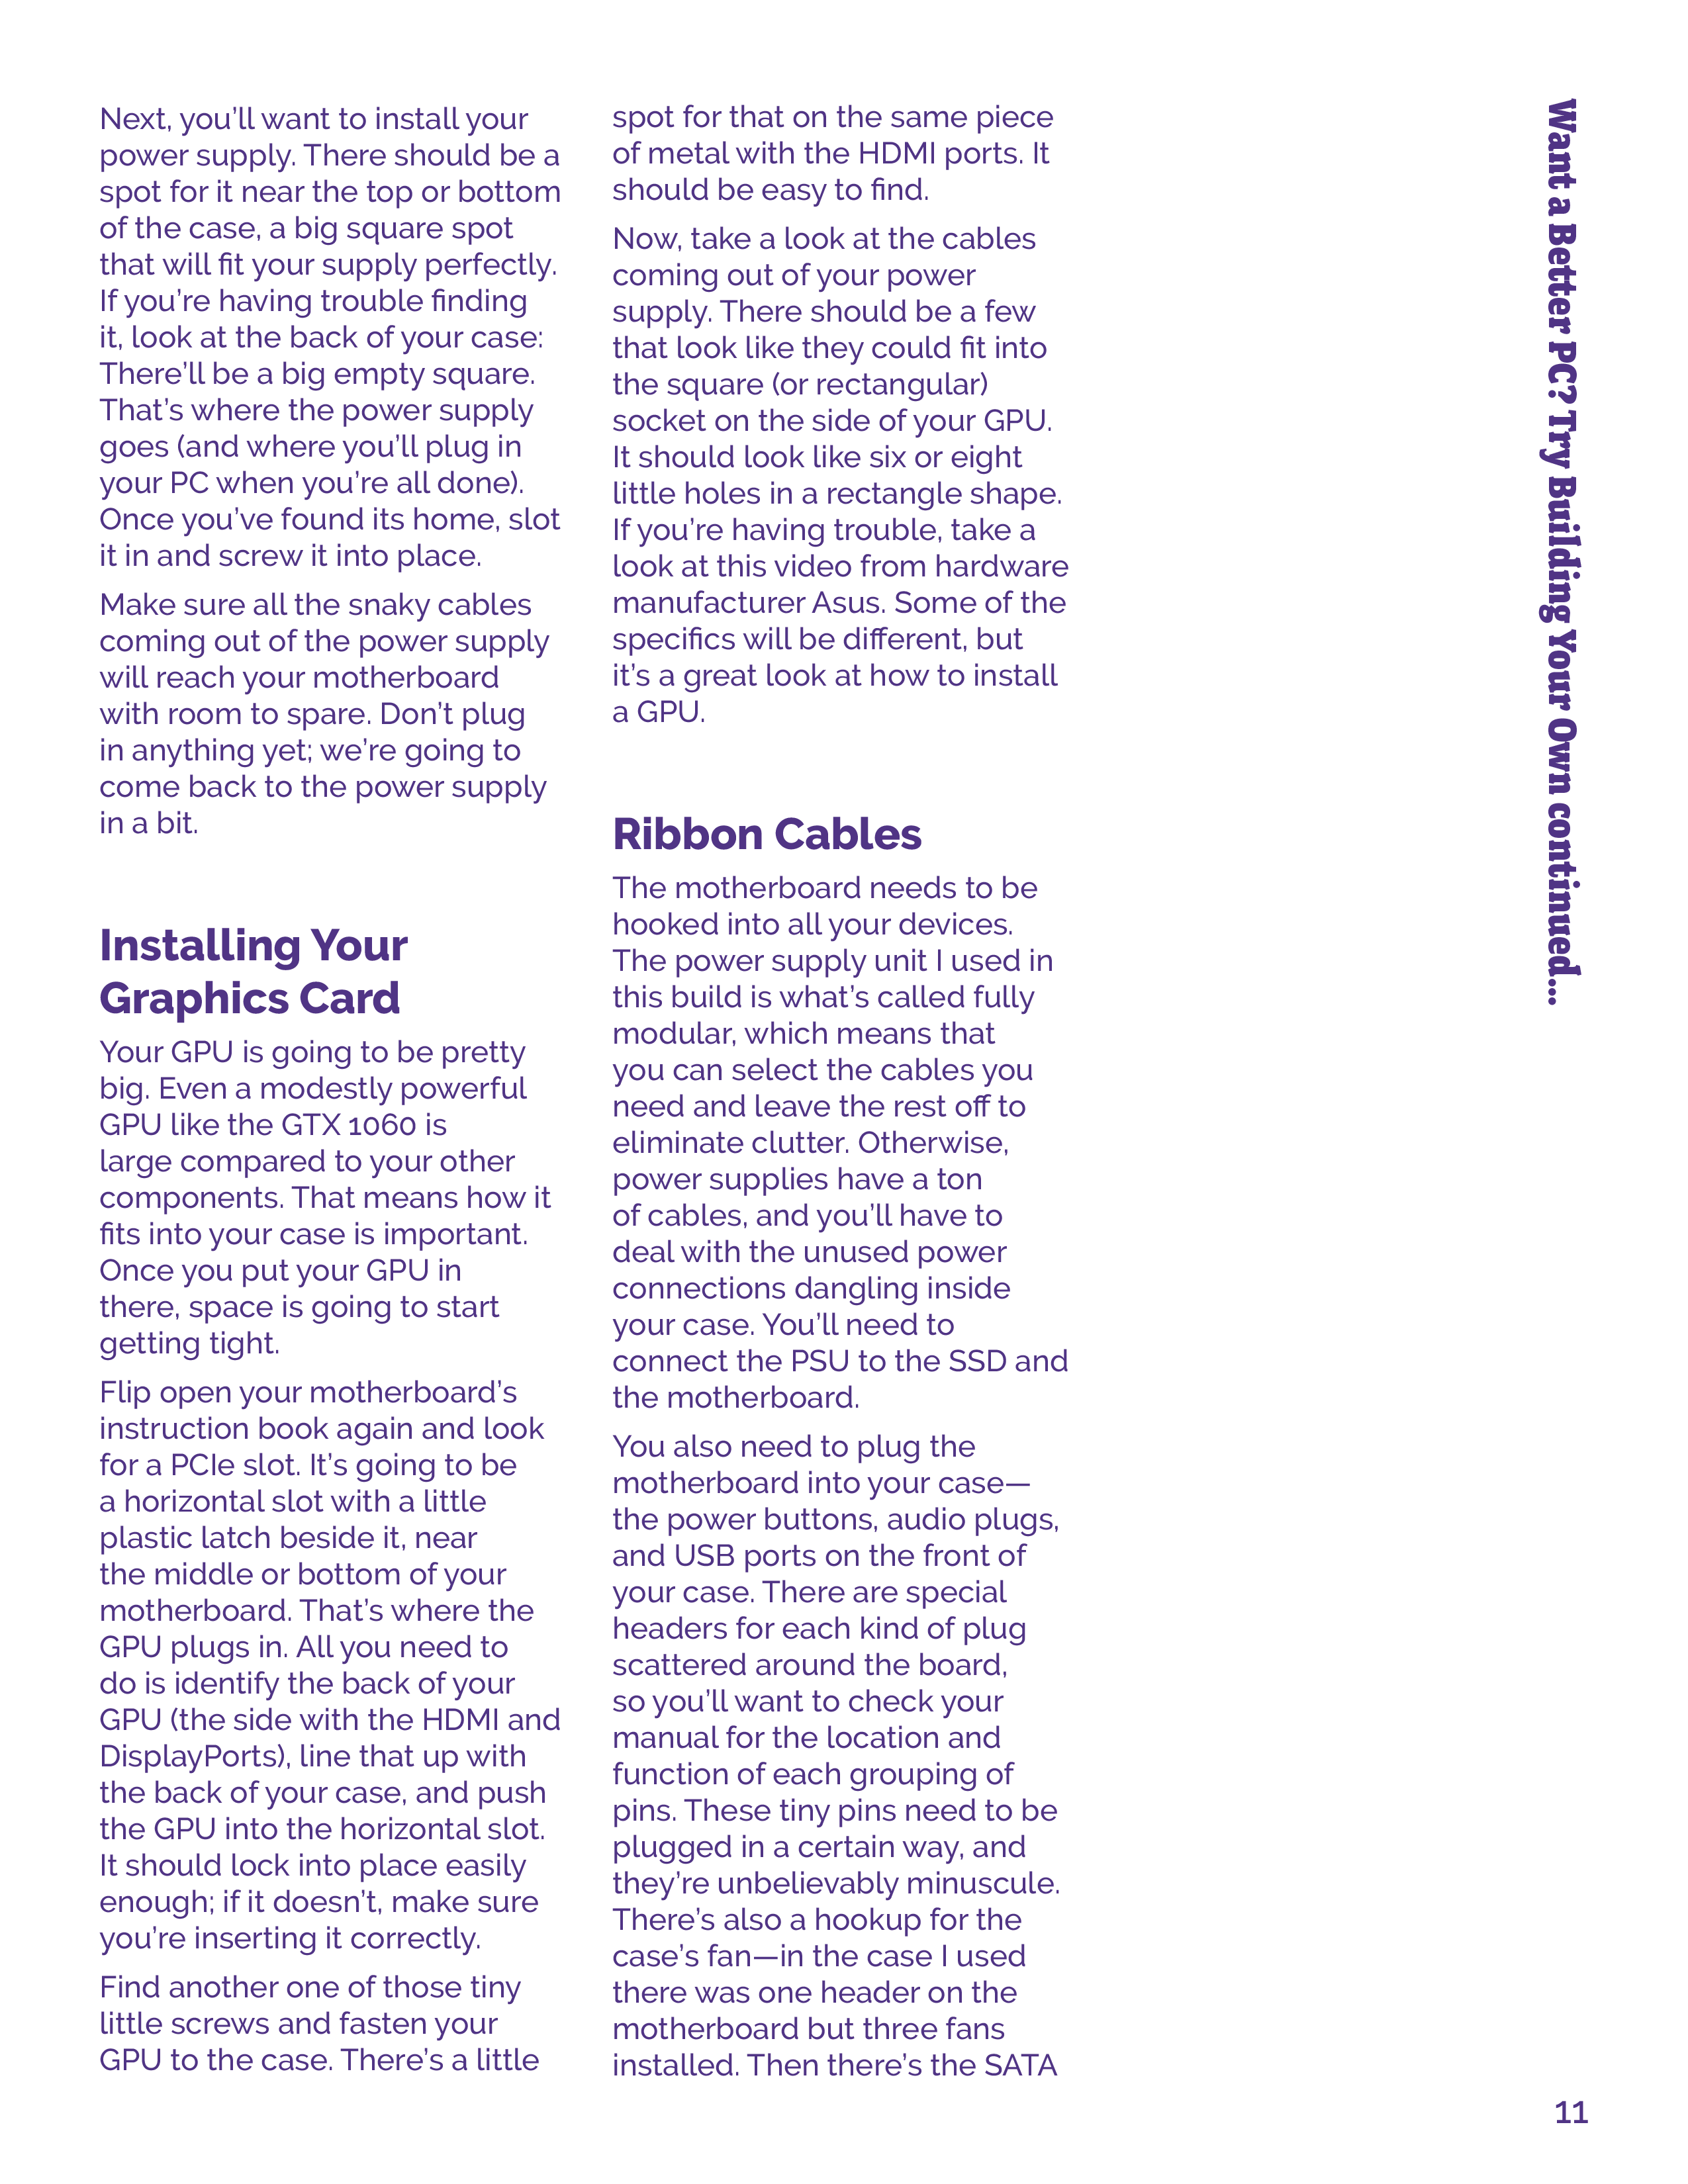 Next, you’ll want to install your
power supply. There should be a
spot for it near the top or bottom
of the case, a big square spot
that will fit your supply perfectly.
If you’re having trouble finding
it, look at the back of your case:
There’ll be a big empty square.
That’s where the power supply
goes (and where you’ll plug in
your PC when you’re all done).
Once you’ve found its home, slot
it in and screw it into place.
Make sure all the snaky cables
coming out of the power supply
will reach your motherboard
with room to spare. Don’t plug
in anything yet; we’re going to
come back to the power supply
in a bit.
Installing Your
Graphics Card
Your GPU is going to be pretty
big. Even a modestly powerful
GPU like the GTX 1060 is
large compared to your other
components. That means how it
fits into your case is important.
Once you put your GPU in
there, space is going to start
getting tight.
Flip open your motherboard’s
instruction book again and look
for a PCIe slot. It’s going to be
a horizontal slot with a little
plastic latch beside it, near
the middle or bottom of your
motherboard. That’s where the
GPU plugs in. All you need to
do is identify the back of your
GPU (the side with the HDMI and
DisplayPorts), line that up with
the back of your case, and push
the GPU into the horizontal slot.
It should lock into place easily
enough; if it doesn’t, make sure
you’re inserting it correctly.
Find another one of those tiny
little screws and fasten your
GPU to the case. There’s a little
spot for that on the same piece
of metal with the HDMI ports. It
should be easy to find.
Now, take a look at the cables
coming out of your power
supply. There should be a few
that look like they could fit into
the square (or rectangular)
socket on the side of your GPU.
It should look like six or eight
little holes in a rectangle shape.
If you’re having trouble, take a
look at this video from hardware
manufacturer Asus. Some of the
specifics will be different, but
it’s a great look at how to install
a GPU.
Ribbon Cables
The motherboard needs to be
hooked into all your devices.
The power supply unit I used in
this build is what’s called fully
modular, which means that
you can select the cables you
need and leave the rest off to
eliminate clutter. Otherwise,
power supplies have a ton
of cables, and you’ll have to
deal with the unused power
connections dangling inside
your case. You’ll need to
connect the PSU to the SSD and
the motherboard.
You also need to plug the
motherboard into your case—
the power buttons, audio plugs,
and USB ports on the front of
your case. There are special
headers for each kind of plug
scattered around the board,
so you’ll want to check your
manual for the location and
function of each grouping of
pins. These tiny pins need to be
plugged in a certain way, and
they’re unbelievably minuscule.
There’s also a hookup for the
case’s fan—in the case I used
there was one header on the
motherboard but three fans
installed. Then there’s the SATA
Want a Better PC? Try Building Your Own continued...
11